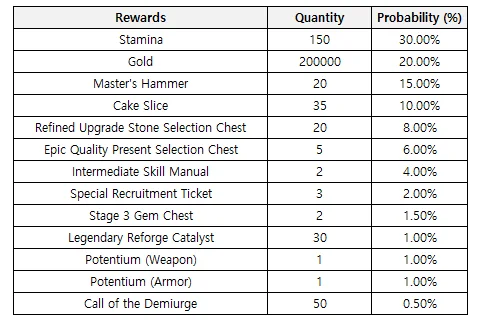 Rewards Quantity Probability (%)
Stamina 150 30.00%
Gold 200000 20.00%
Master's Hammer 20 15.00%
Cake Slice 35 10.00%
Refined Upgrade Stone Selection Chest 20 8.00%
Epic Quality Present Selection Chest 5 6.00%
Intermediate Skill Manual 2 4.00%
Special Recruitment Ticket 3 2.00%
Stage 3 Gem Chest 2 1.50%
Legendary Reforge Catalyst 30 1.00%
Potentium (Weapon) 1 1.00%
Potentium (Armor) 1 1.00%
Call of the Demiurge 50 0.50%